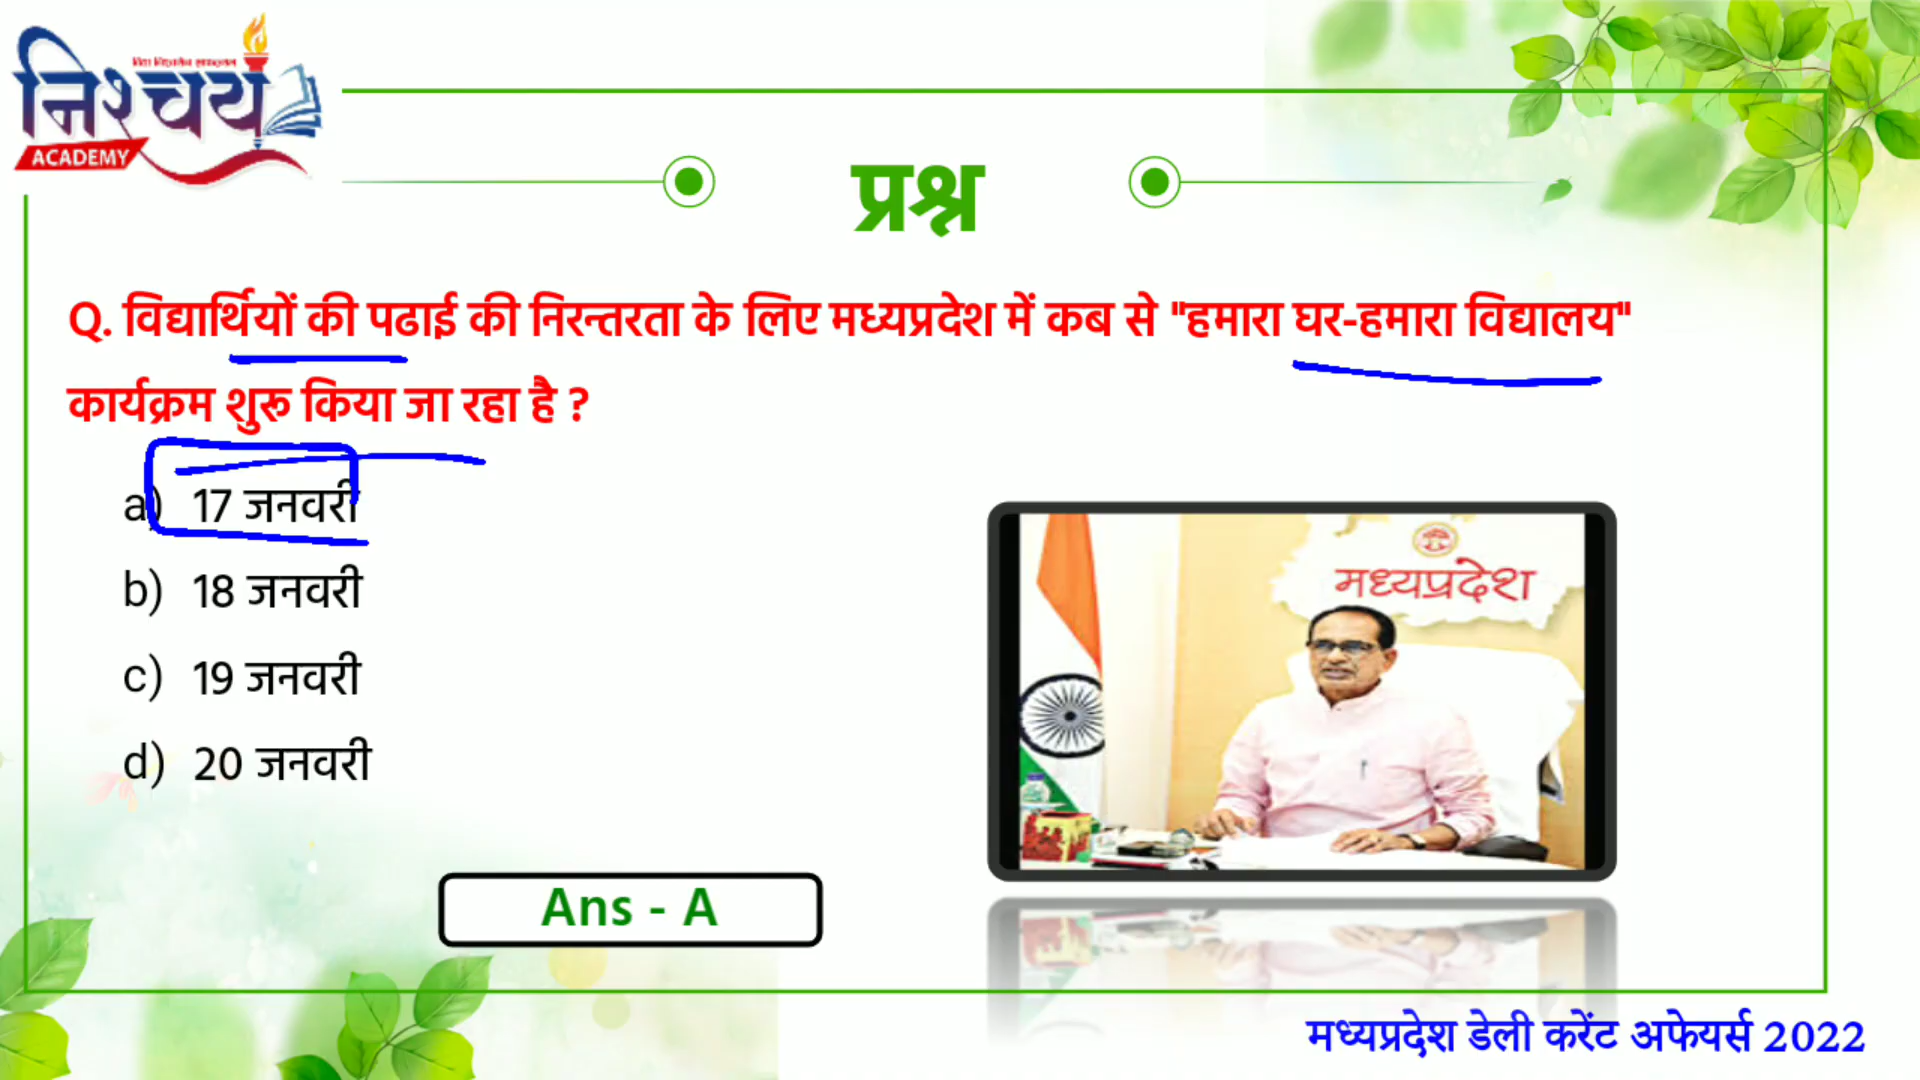 निश्चय
ACADEMY
प्रश्न
Q. विद्यार्थियों की पढाई की निरन्तरता के लिए मध्यप्रदेश में कब से "हमारा घर-हमारा विद्यालय"
कार्यक्रम शुरू किया जा रहा है ?
a) 17 जनवरी
b) 18 जनवरी
c) 19 जनवरी
d) 20 जनवरी
मध्यप्रदेश
Ans - A
मध्यप्रदेश डेली करेंट अफेयर्स 2022